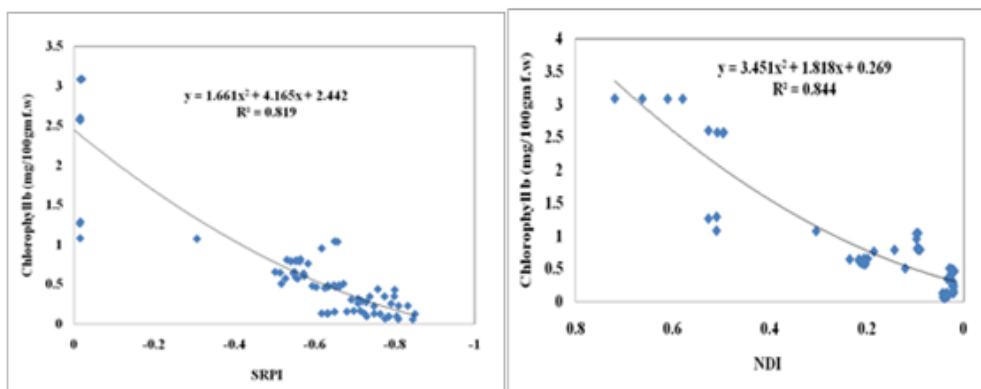 3.5
3
2.5
2
1.5
1
0.5
0
Chlorophyll b (mg/100gmf.w)
y = 1.661x² + 4.165x + 2.442
R² = 0.819
0 -0.2 -0.4 -0.6 -0.8 -1
SRPI
4
3.5
3
2.5
2
1.5
1
0.5
0
Chlorophyll b (mg/100gmf.w)
y = 3.451x² + 1.818x + 0.269
R² = 0.844
0.8 0.6 0.4 0.2 0
NDI